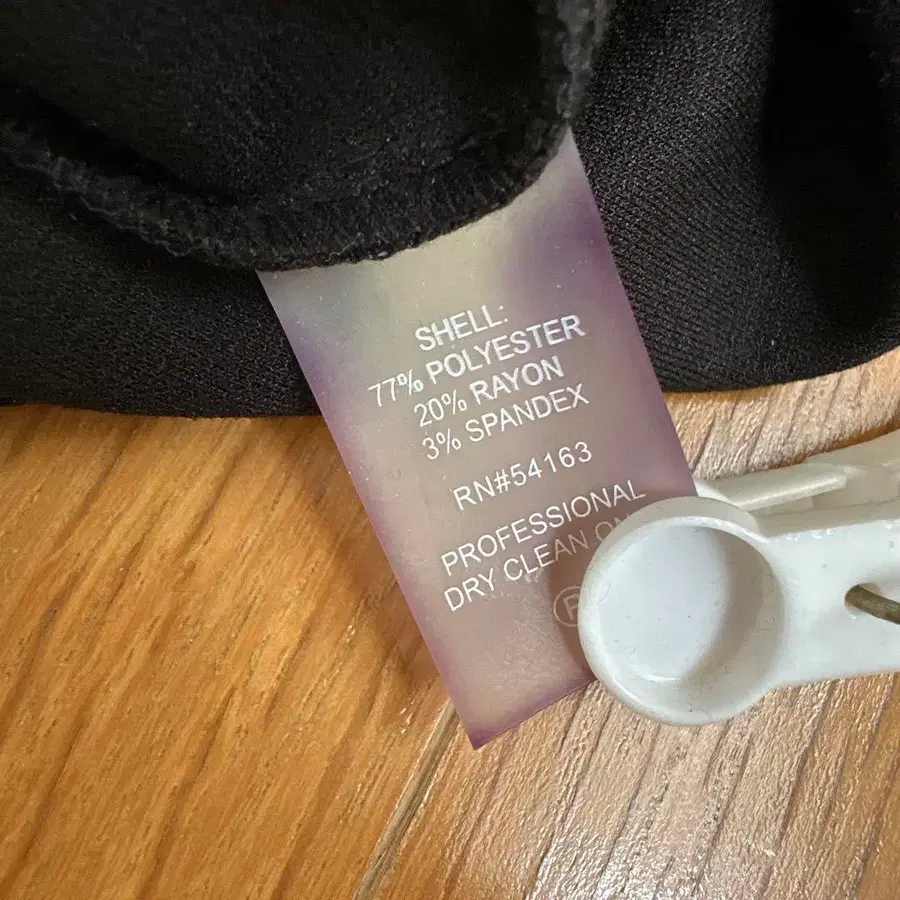 SHELL:
77% POLYESTER
20% RAYON
3% SPANDEX
RN#54163
PROFESSIONAL
DRY CLEAN
P